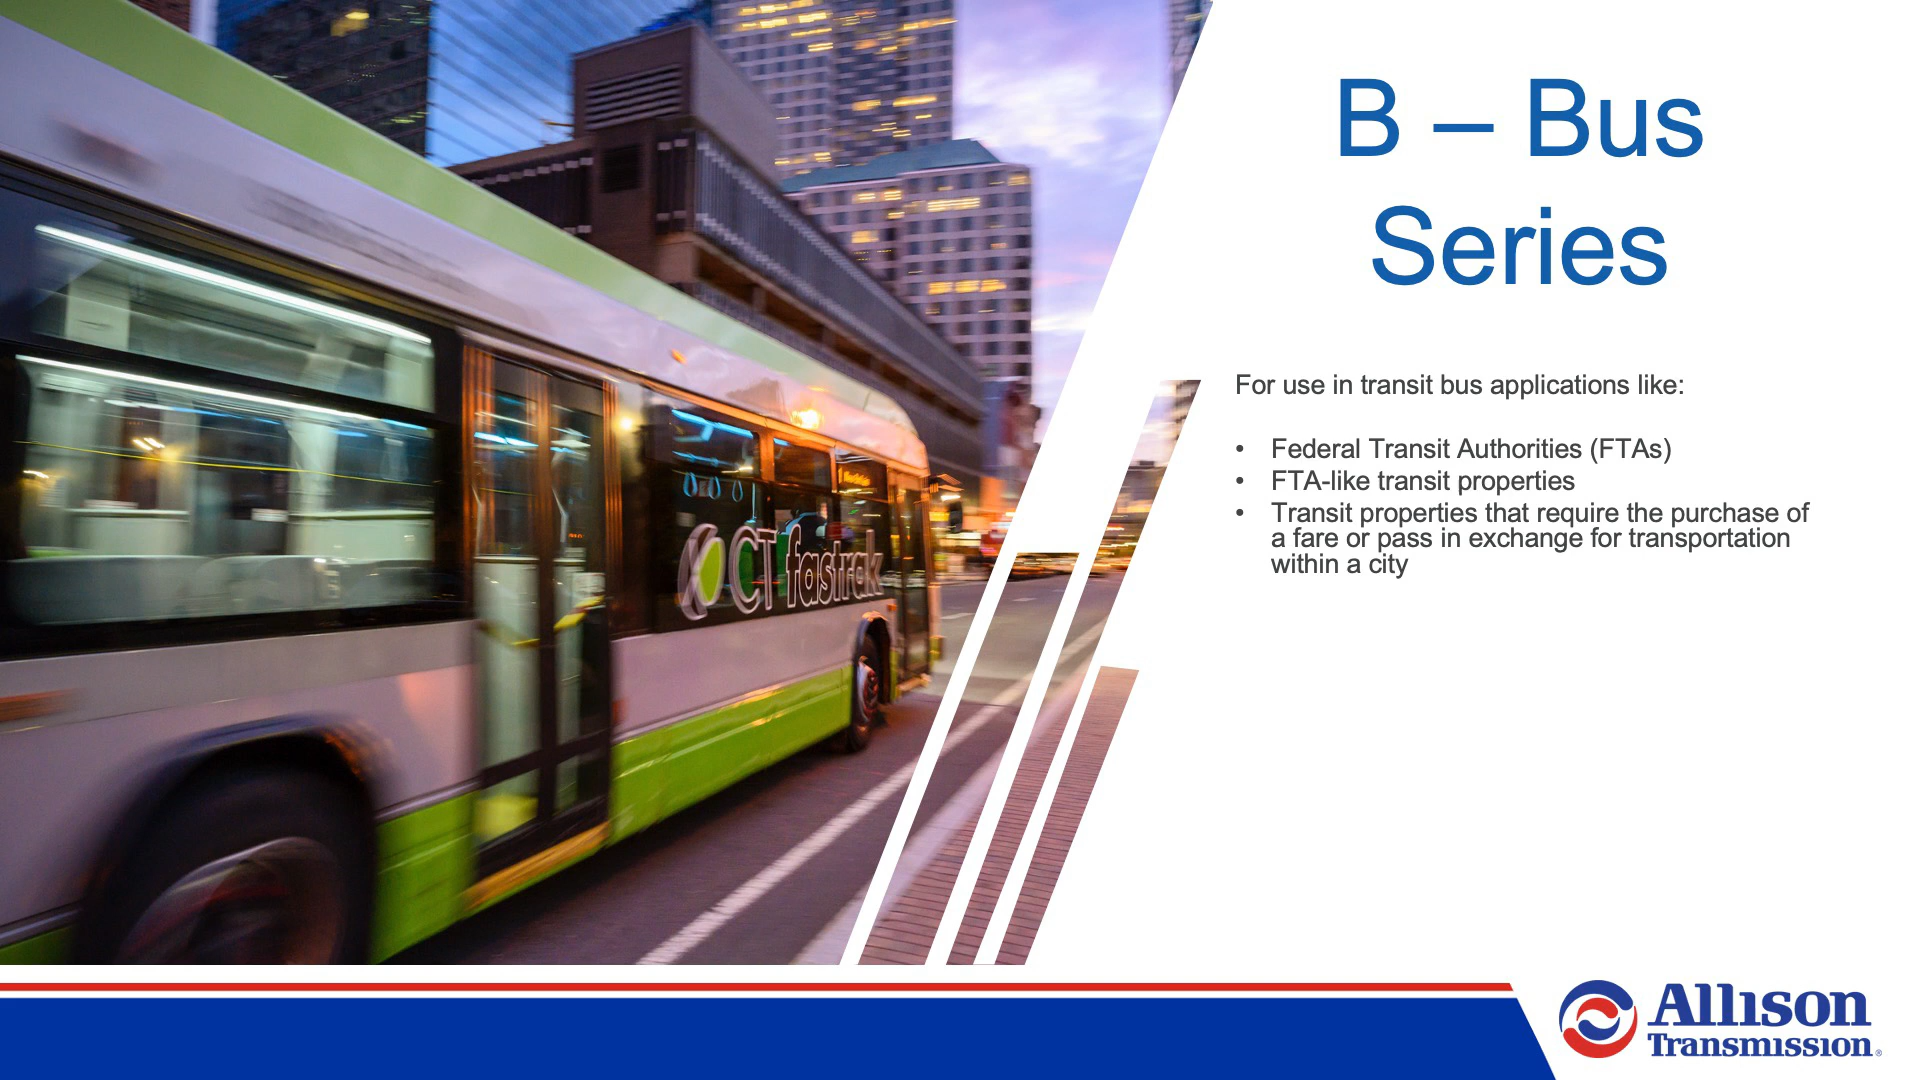 B – Bus
Series
For use in transit bus applications like:
• Federal Transit Authorities (FTAs)
• FTA-like transit properties
• Transit properties that require the purchase of
a fare or pass in exchange for transportation
within a city
CT fastrak
Allison
Transmission®